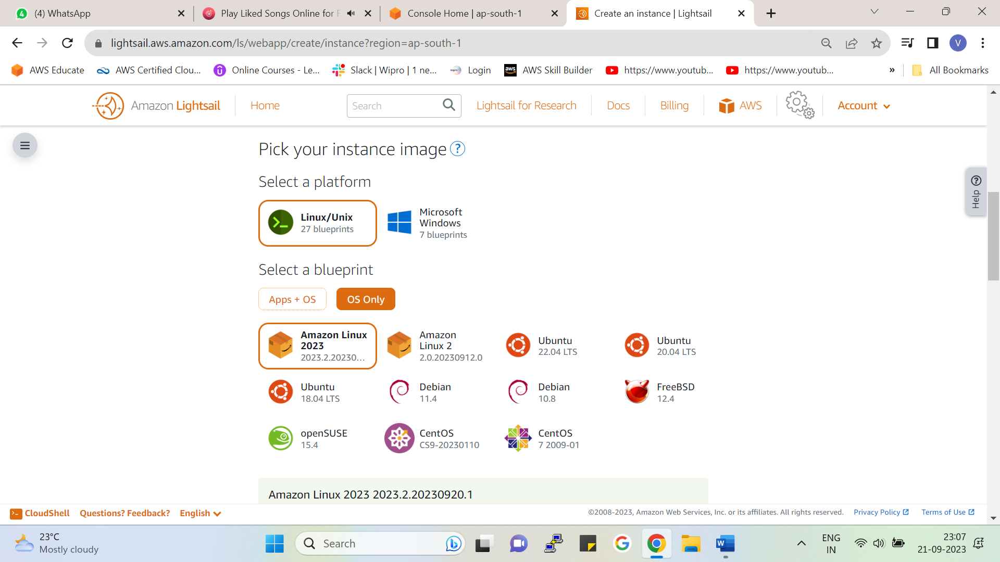 4
(4) WhatsApp
Play Liked Songs Online for F
Console Home | ap-south-1
Create an instance | Lightsail
lightsail.aws.amazon.com/ls/webapp/create/instance?region=ap-south-1
V
AWS Educate
AWS Certified Clou...
Online Courses - Le...
Slack | Wipro | 1 ne...
Login
aws
AWS Skill Builder
https://www.youtub...
https://www.youtub...
»
All Bookmarks
Amazon Lightsail
Home
Search
Lightsail for Research
Docs
Billing
AWS
Account
Pick your instance image ?
Help ?
Select a platform
Linux/Unix
27 blueprints
Microsoft
Windows
7 blueprints
Select a blueprint
Apps + OS
OS Only
Amazon Linux
2023
2023.2.20230...
Amazon
Linux 2
2.0.20230912.0
Ubuntu
22.04 LTS
Ubuntu
20.04 LTS
Ubuntu
18.04 LTS
Debian
11.4
Debian
10.8
FreeBSD
12.4
openSUSE
15.4
CentOS
CS9-20230110
CentOS
7 2009-01
Amazon Linux 2023 2023.2.20230920.1
CloudShell
Questions? Feedback?
English
©2008-2023, Amazon Web Services, Inc. or its affiliates. All rights reserved.
Privacy Policy
Terms of Use
23°C
Mostly cloudy
Search
W
ENG
IN
23:07
21-09-2023